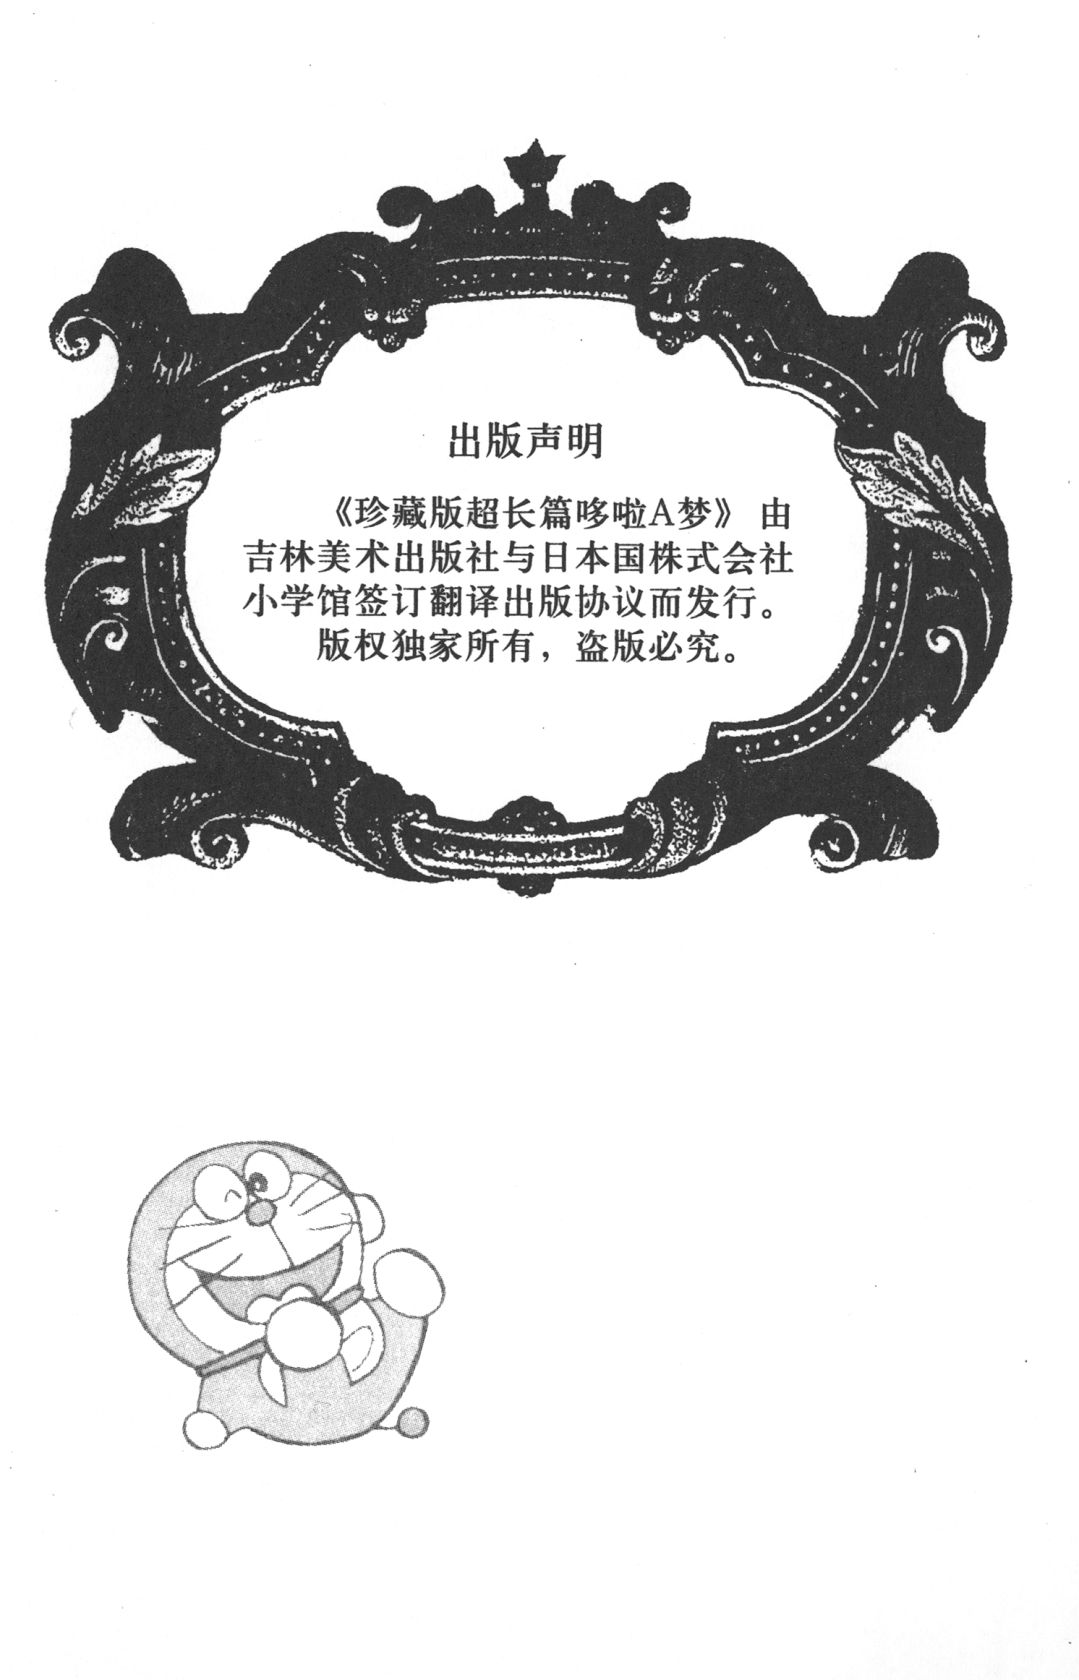 出版声明
《珍藏版超长篇哆啦A梦》由
吉林美术出版社与日本国株式会社
小学馆签订翻译出版协议而发行。
版权独家所有，盗版必究。